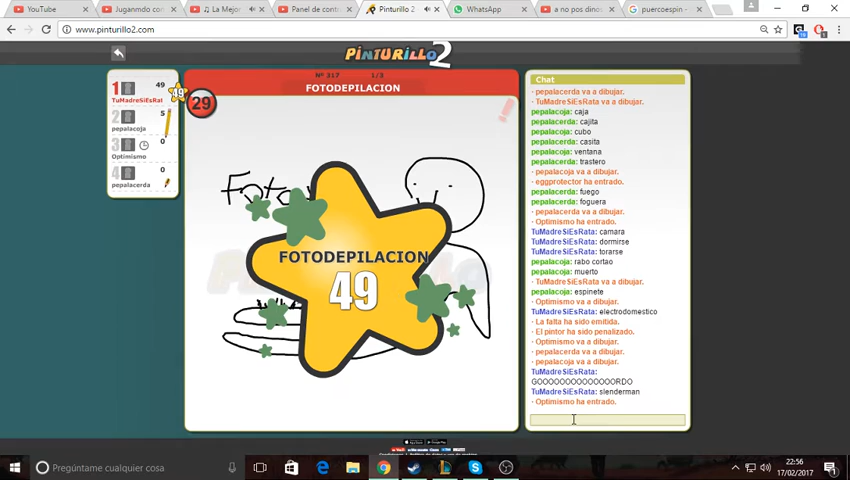 YouTube
Jugando con
La Mejor
Panel de contr
Pinturillo 2
WhatsApp
a no pos dinos
puercoespin -
www.pinturillo2.com
PINTURILLO 2
1
49
TuMadreSiEsRat
49
2
5
pepalacoja
3
0
Optimismo
4
0
pepalacerda
Nº 317
1/3
FOTODEPILACION
29
Foto
FOTODEPILACION
49
Chat
· pepalacerda va a dibujar.
· TuMadreSiEsRata va a dibujar.
pepalacoja: caja
pepalacerda: cajita
pepalacoja: cubo
pepalacerda: casita
pepalacoja: ventana
pepalacerda: trastero
· pepalacoja va a dibujar.
· eggprotector ha entrado.
pepalacerda: fuego
pepalacerda: foguera
· pepalacerda va a dibujar.
· Optimismo ha entrado.
TuMadreSiEsRata: camara
TuMadreSiEsRata: dormirse
TuMadreSiEsRata: torarse
pepalacoja: rabo cortao
pepalacoja: muerto
· TuMadreSiEsRata va a dibujar.
pepalacoja: espinete
· Optimismo va a dibujar.
TuMadreSiEsRata: electrodomestico
· La falta ha sido emitida.
· El pintor ha sido penalizado.
· Optimismo va a dibujar.
· pepalacerda va a dibujar.
· pepalacoja va a dibujar.
TuMadreSiEsRata:
GOOOOOOOOOOOOOORDO
TuMadreSiEsRata: slenderman
· Optimismo ha entrado.
Pregúntame cualquier cosa
22:56
17/02/2017